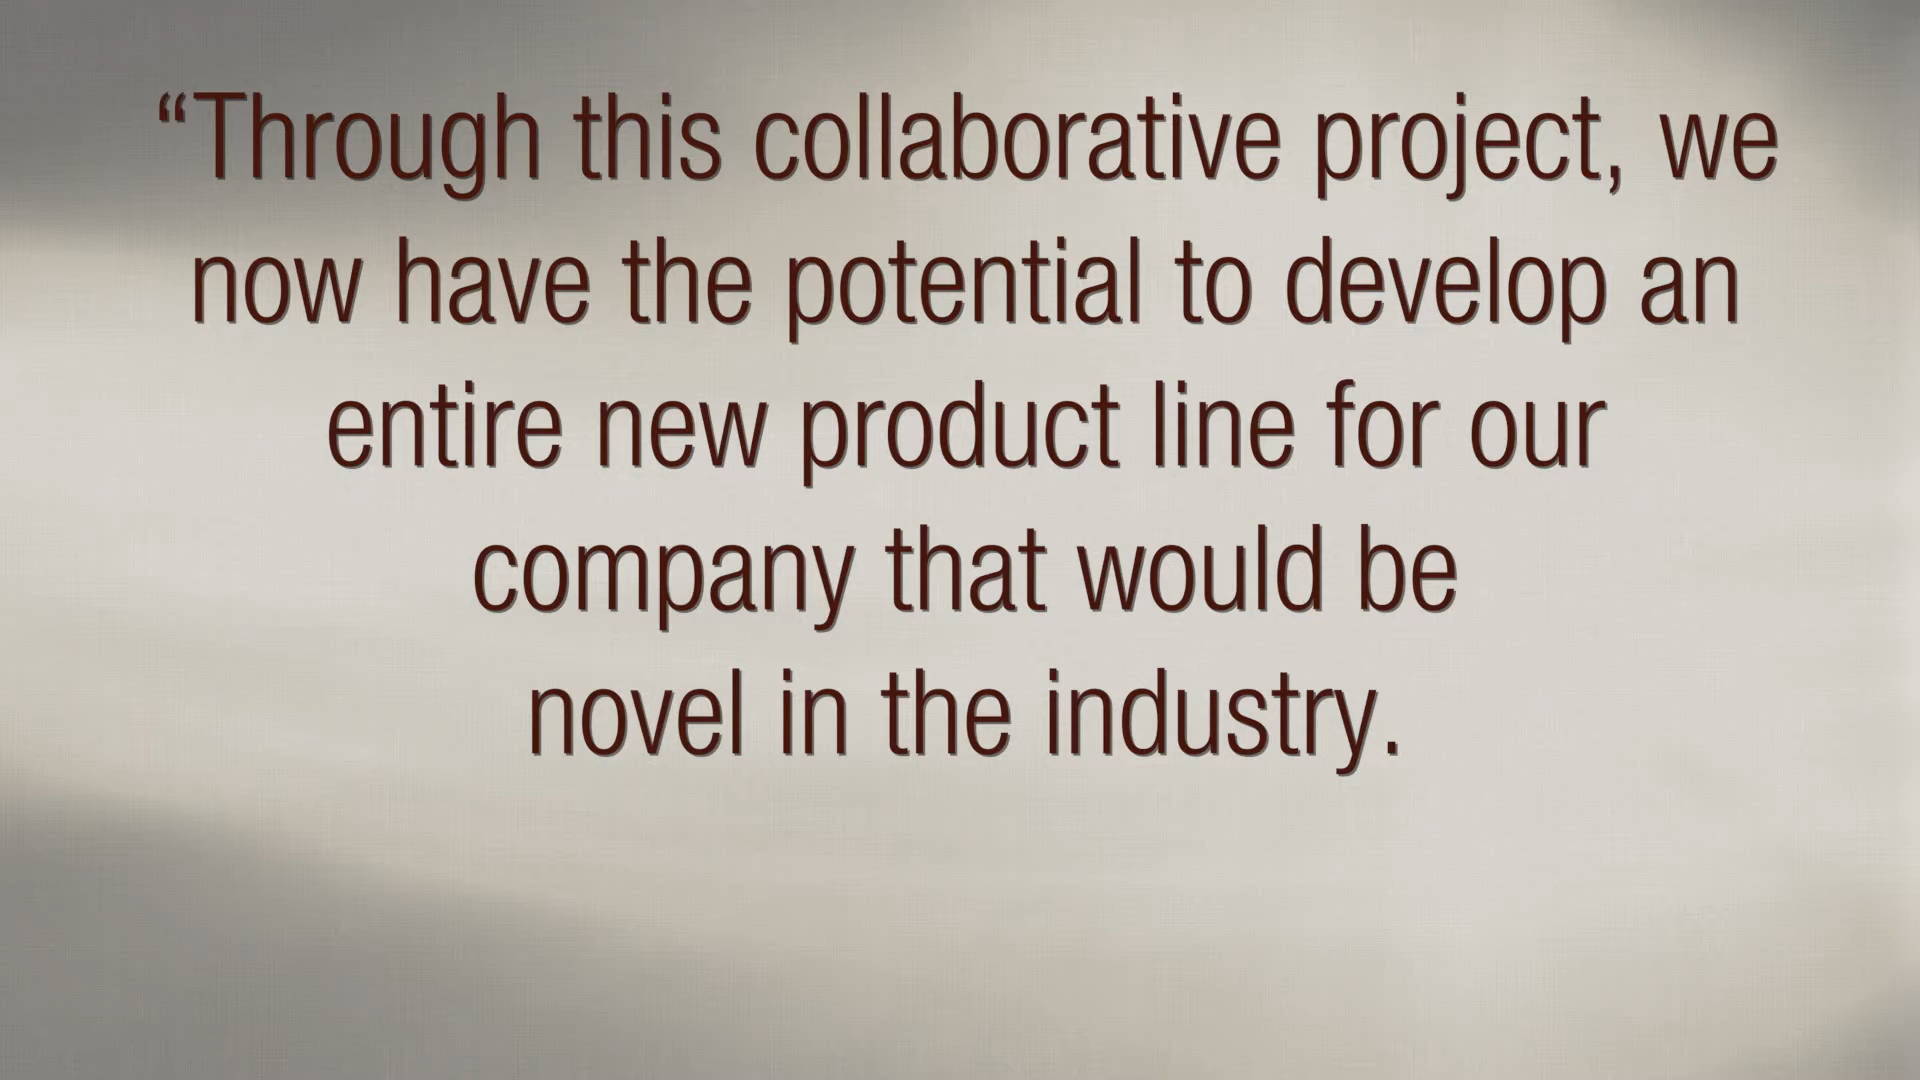 “Through this collaborative project, we
now have the potential to develop an
entire new product line for our
company that would be
novel in the industry.